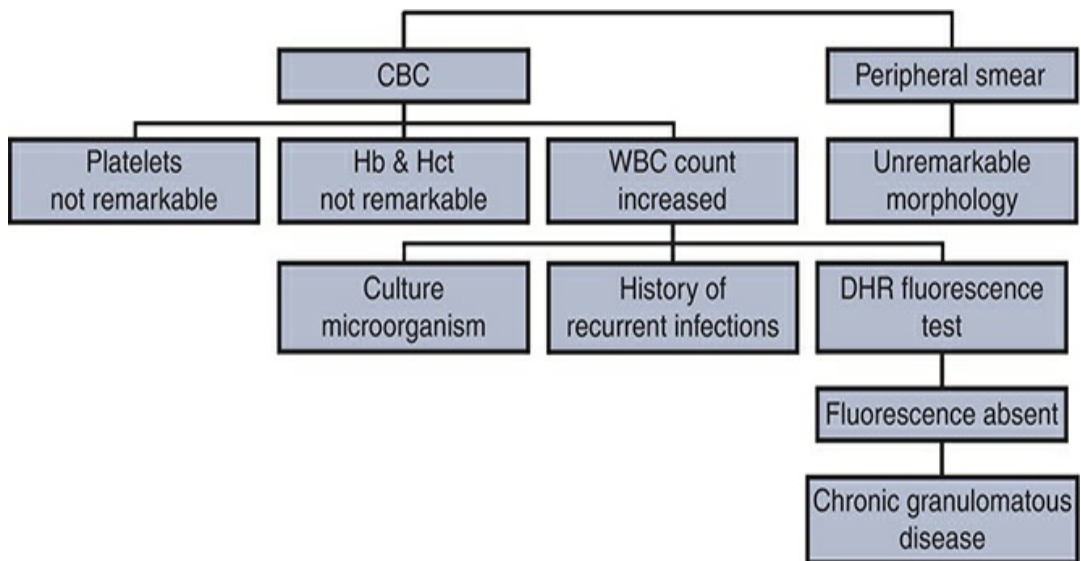 CBC
Peripheral smear
Platelets
not remarkable
Hb & Hct
not remarkable
WBC count
increased
Unremarkable
morphology
Culture
microorganism
History of
recurrent infections
DHR fluorescence
test
Fluorescence absent
Chronic granulomatous
disease